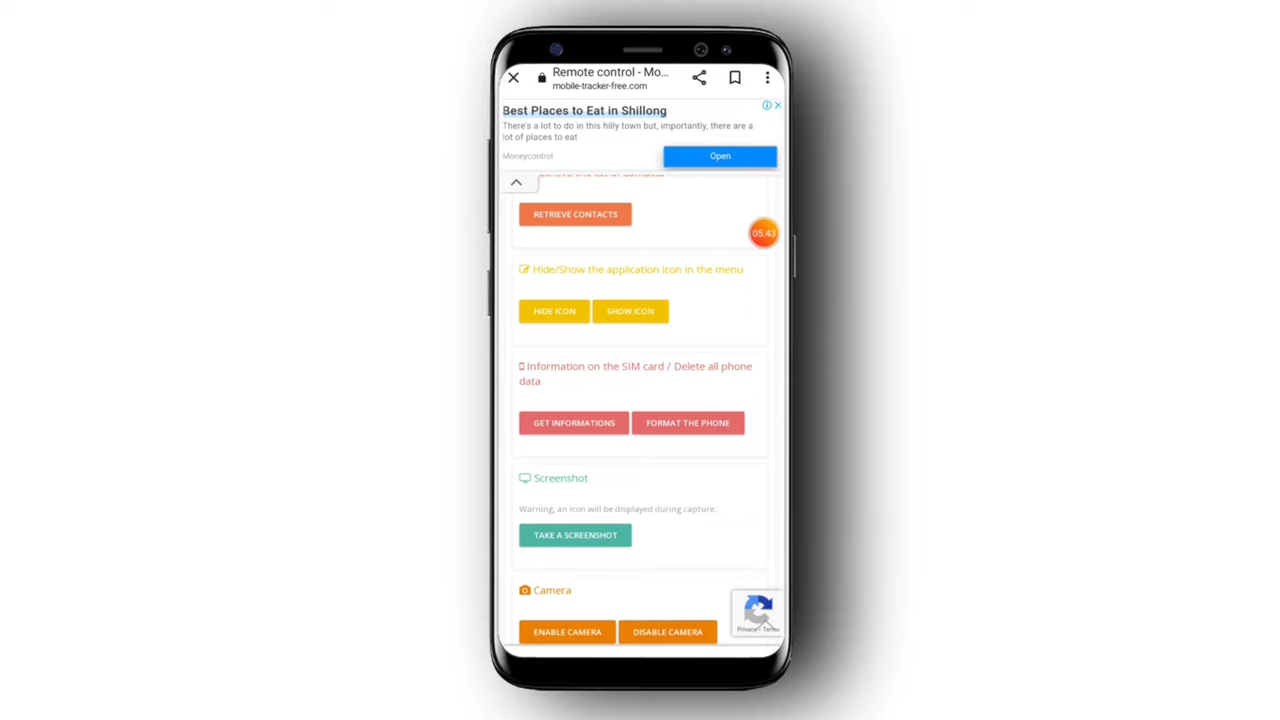 Remote control - Mo...
mobile-tracker-free.com
Best Places to Eat in Shillong
There's a lot to do in this hilly town but, importantly, there are a
lot of places to eat
Moneycontrol
Open
RETRIEVE CONTACTS
05:43
Hide/Show the application icon in the menu
HIDE ICON SHOW ICON
Information on the SIM card / Delete all phone
data
GET INFORMATIONS FORMAT THE PHONE
Screenshot
Warning, an icon will be displayed during capture.
TAKE A SCREENSHOT
Camera
ENABLE CAMERA DISABLE CAMERA
Privacy - Terms